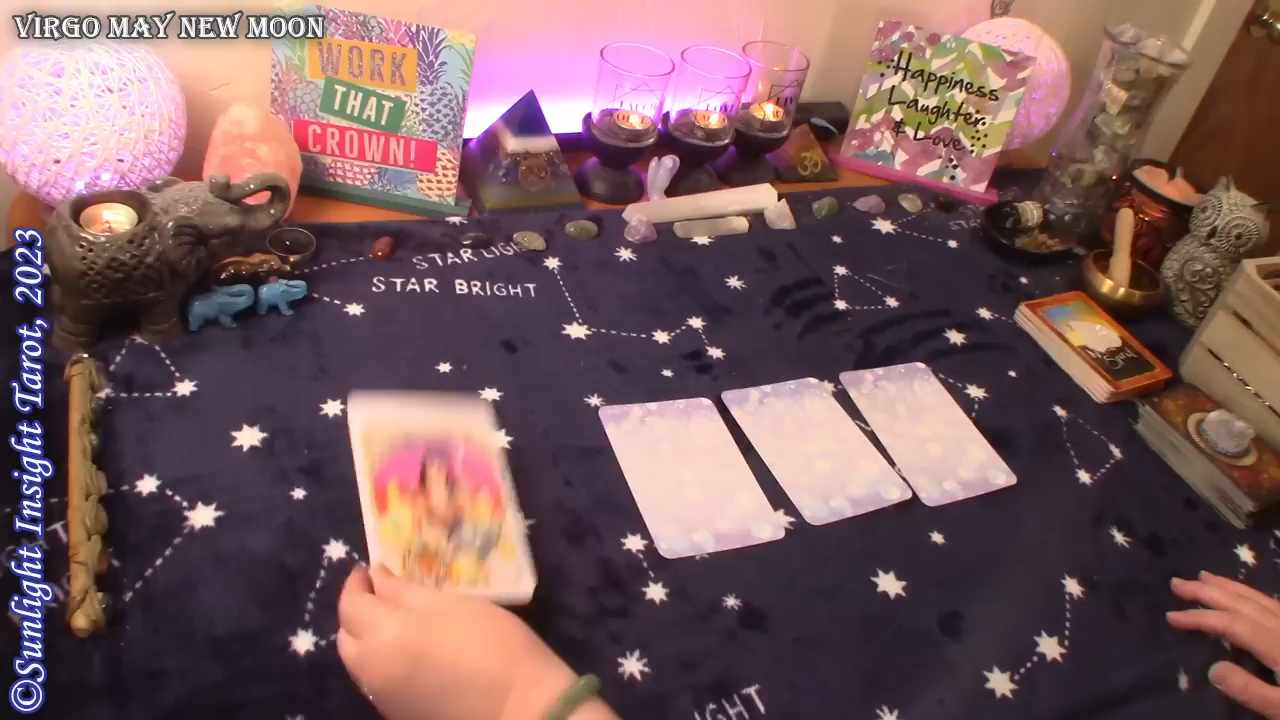 VIRGO MAY NEW MOON
©Sunlight Insight Tarot, 2023
WORK
THAT
CROWN!
Happiness
Laughter
& Love
STAR LIGHT
STAR BRIGHT